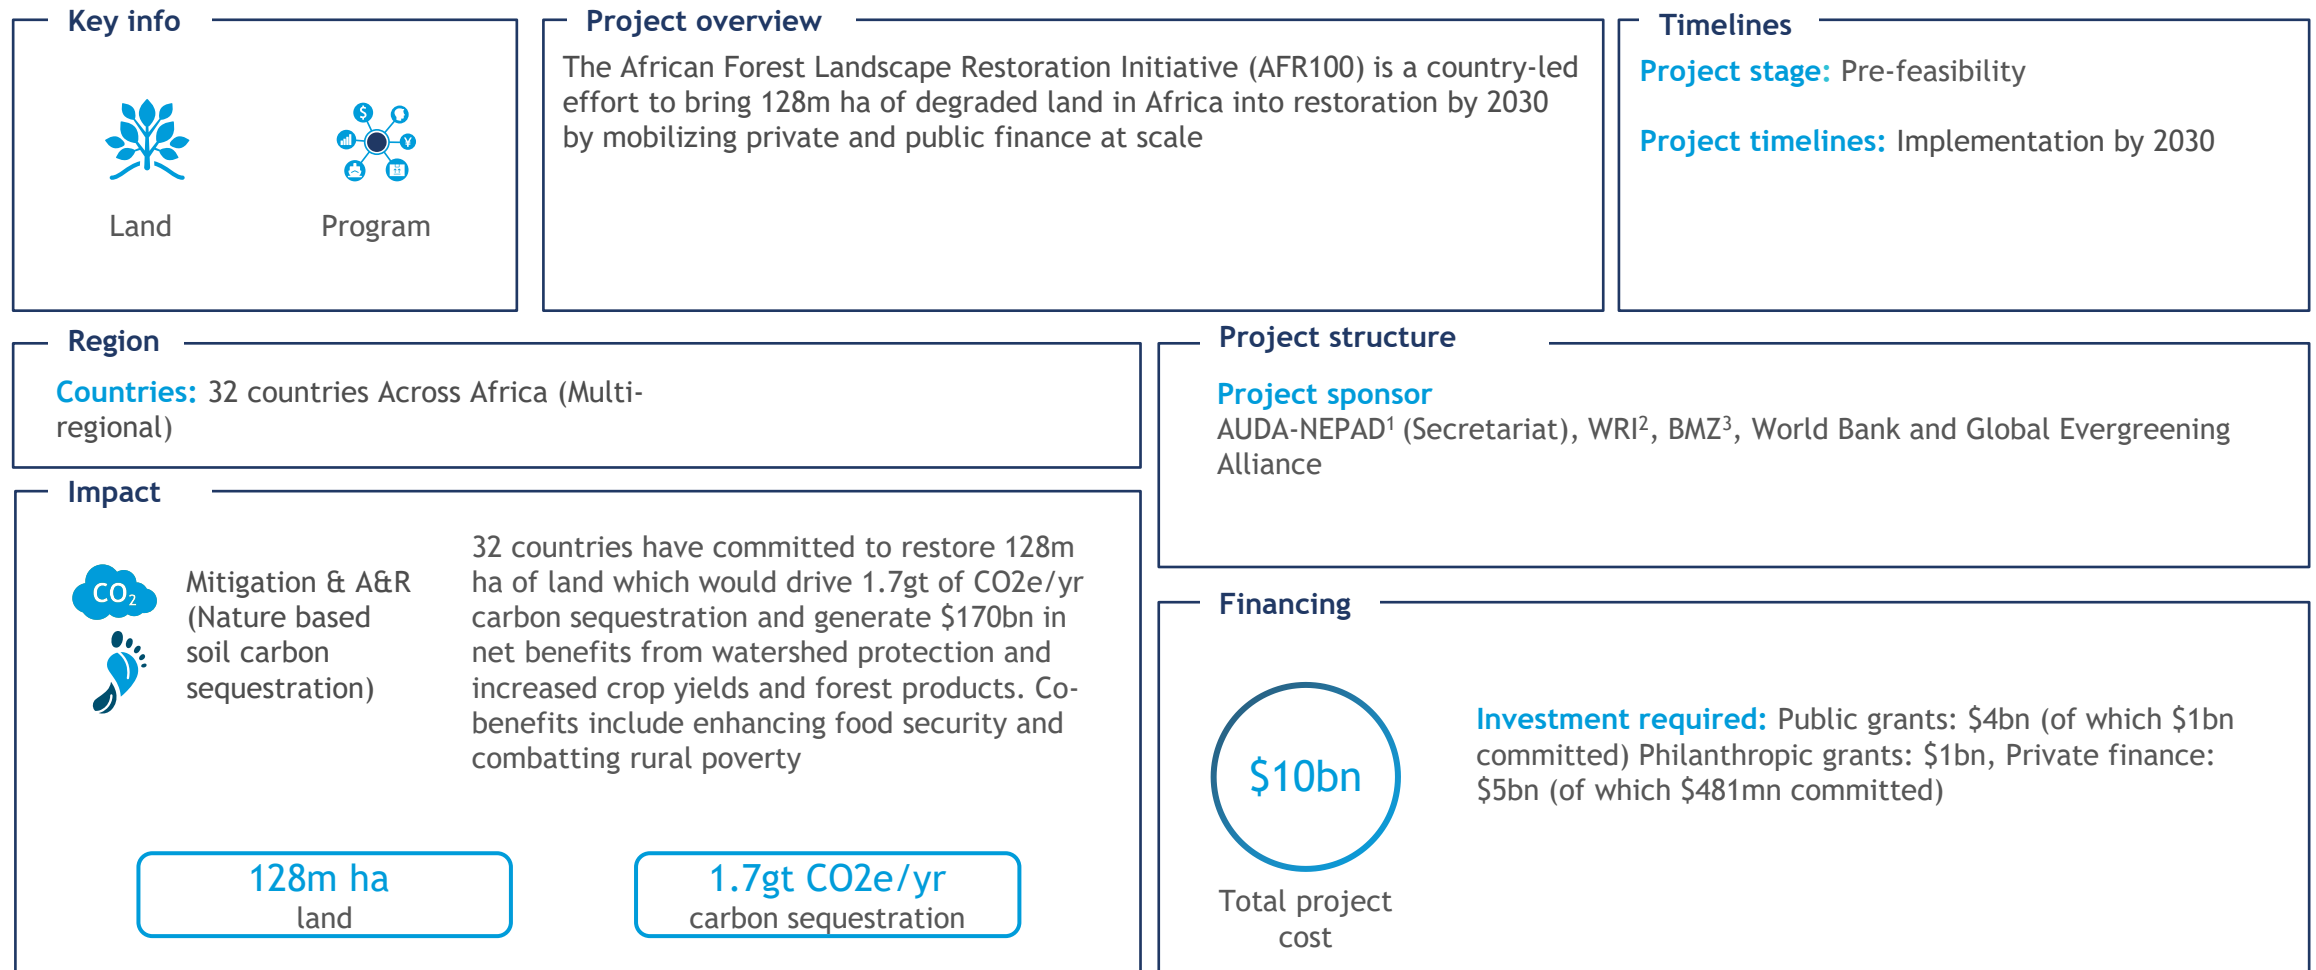 Key info
Land
Program
Project overview
The African Forest Landscape Restoration Initiative (AFR100) is a country-led
effort to bring 128m ha of degraded land in Africa into restoration by 2030
by mobilizing private and public finance at scale
Timelines
Project stage: Pre-feasibility
Project timelines: Implementation by 2030
Region
Countries: 32 countries Across Africa (Multi-
regional)
Project structure
Project sponsor
AUDA-NEPAD¹ (Secretariat), WRI², BMZ³, World Bank and Global Evergreening
Alliance
Impact
CO₂
Mitigation & A&R
(Nature based
soil carbon
sequestration)
32 countries have committed to restore 128m
ha of land which would drive 1.7gt of CO2e/yr
carbon sequestration and generate $170bn in
net benefits from watershed protection and
increased crop yields and forest products. Co-
benefits include enhancing food security and
combatting rural poverty
128m ha
land
1.7gt CO2e/yr
carbon sequestration
Financing
$10bn
Total project
cost
Investment required: Public grants: $4bn (of which $1bn
committed) Philanthropic grants: $1bn, Private finance:
$5bn (of which $481mn committed)